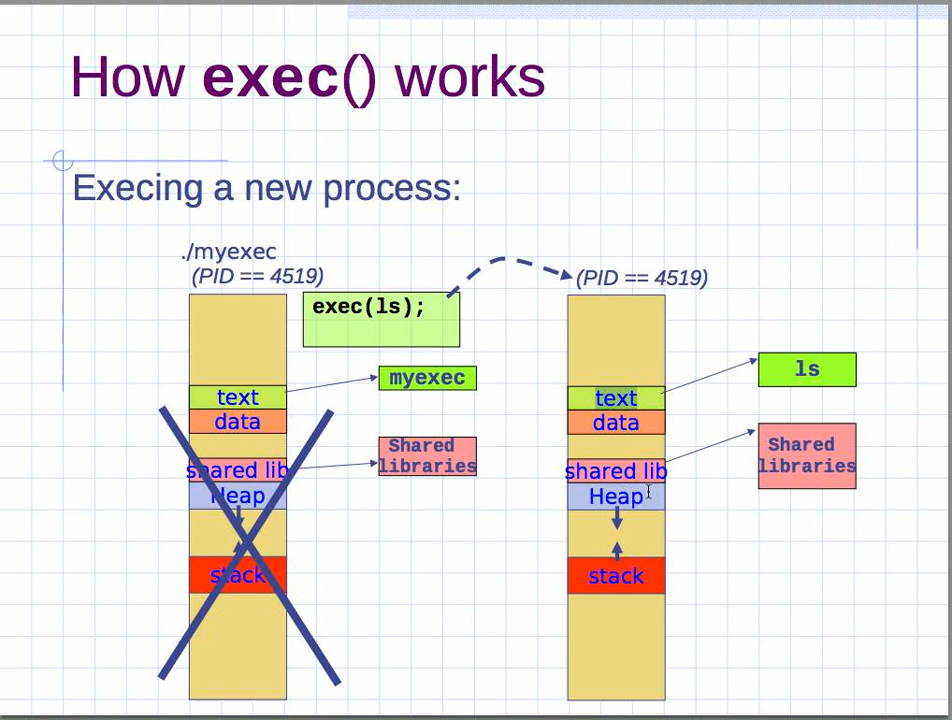 How exec() works
Execing a new process:
./myexec
(PID == 4519)
(PID == 4519)
exec(ls);
text
data
shared lib
Heap
stack
myexec
Shared
libraries
text
data
shared lib
Heap
stack
ls
Shared
libraries